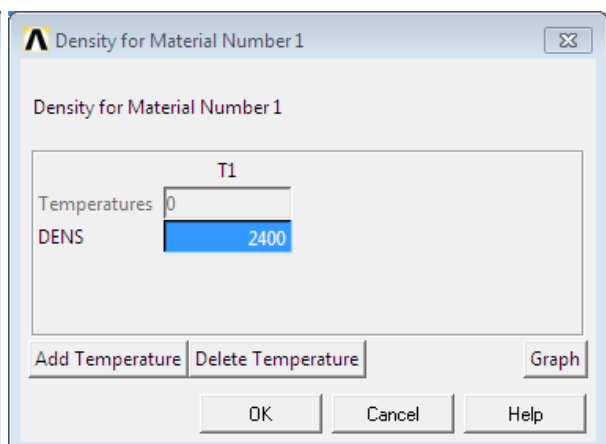 Density for Material Number 1
Density for Material Number 1
T1
Temperatures 0
DENS 2400
Add Temperature Delete Temperature Graph
OK Cancel Help